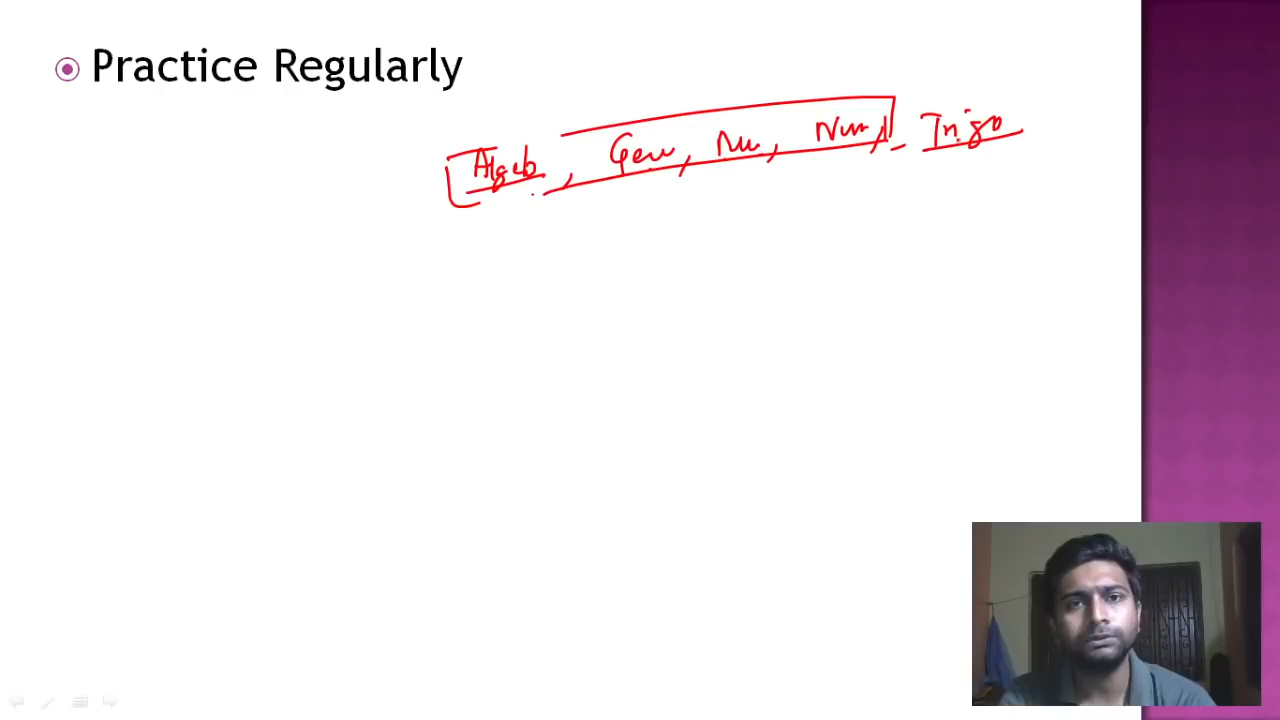 Practice Regularly
Algeb, Geo, Nu, Num, Trigo